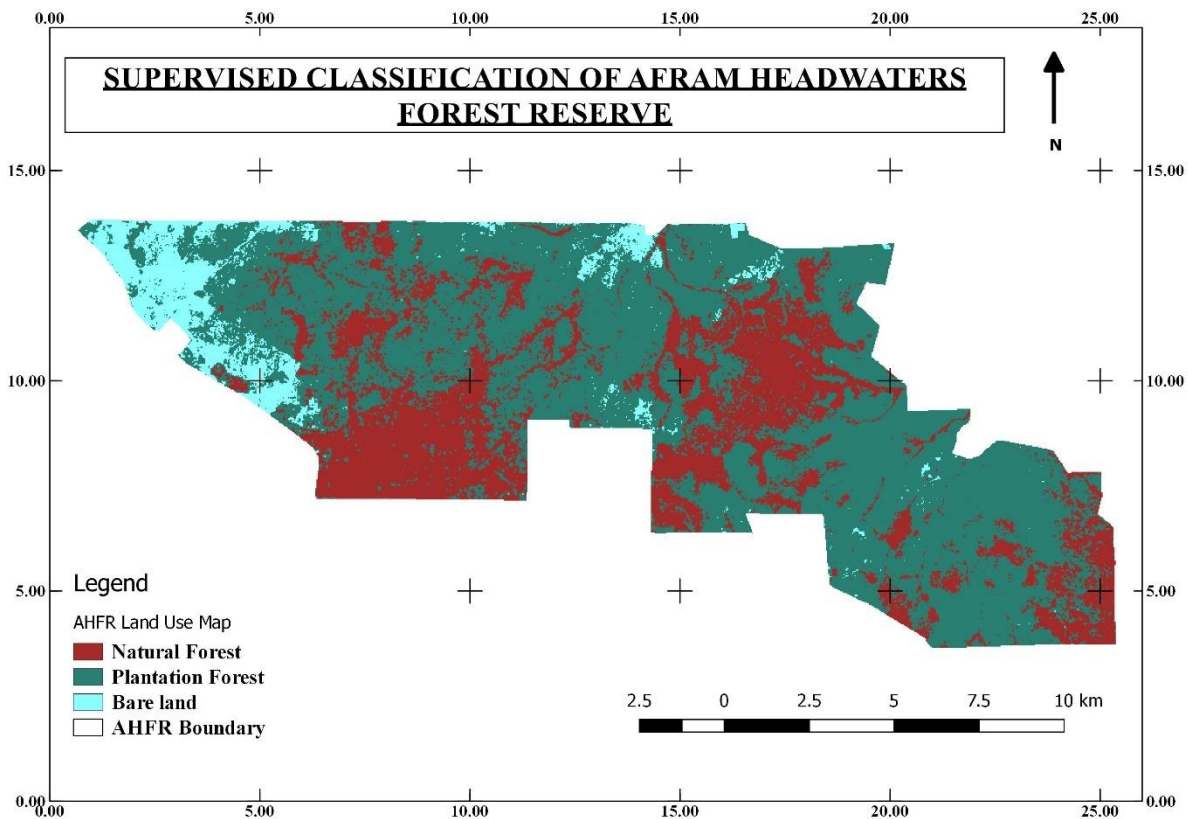 0.00 5.00 10.00 15.00 20.00 25.00
SUPERVISED CLASSIFICATION OF AFRAM HEADWATERS
FOREST RESERVE
N
15.00 15.00
10.00 10.00
5.00 5.00
Legend
AHFR Land Use Map
Natural Forest
Plantation Forest
Bare land
AHFR Boundary
2.5 0 2.5 5 7.5 10 km
0.00 0.00
0.00 5.00 10.00 15.00 20.00 25.00